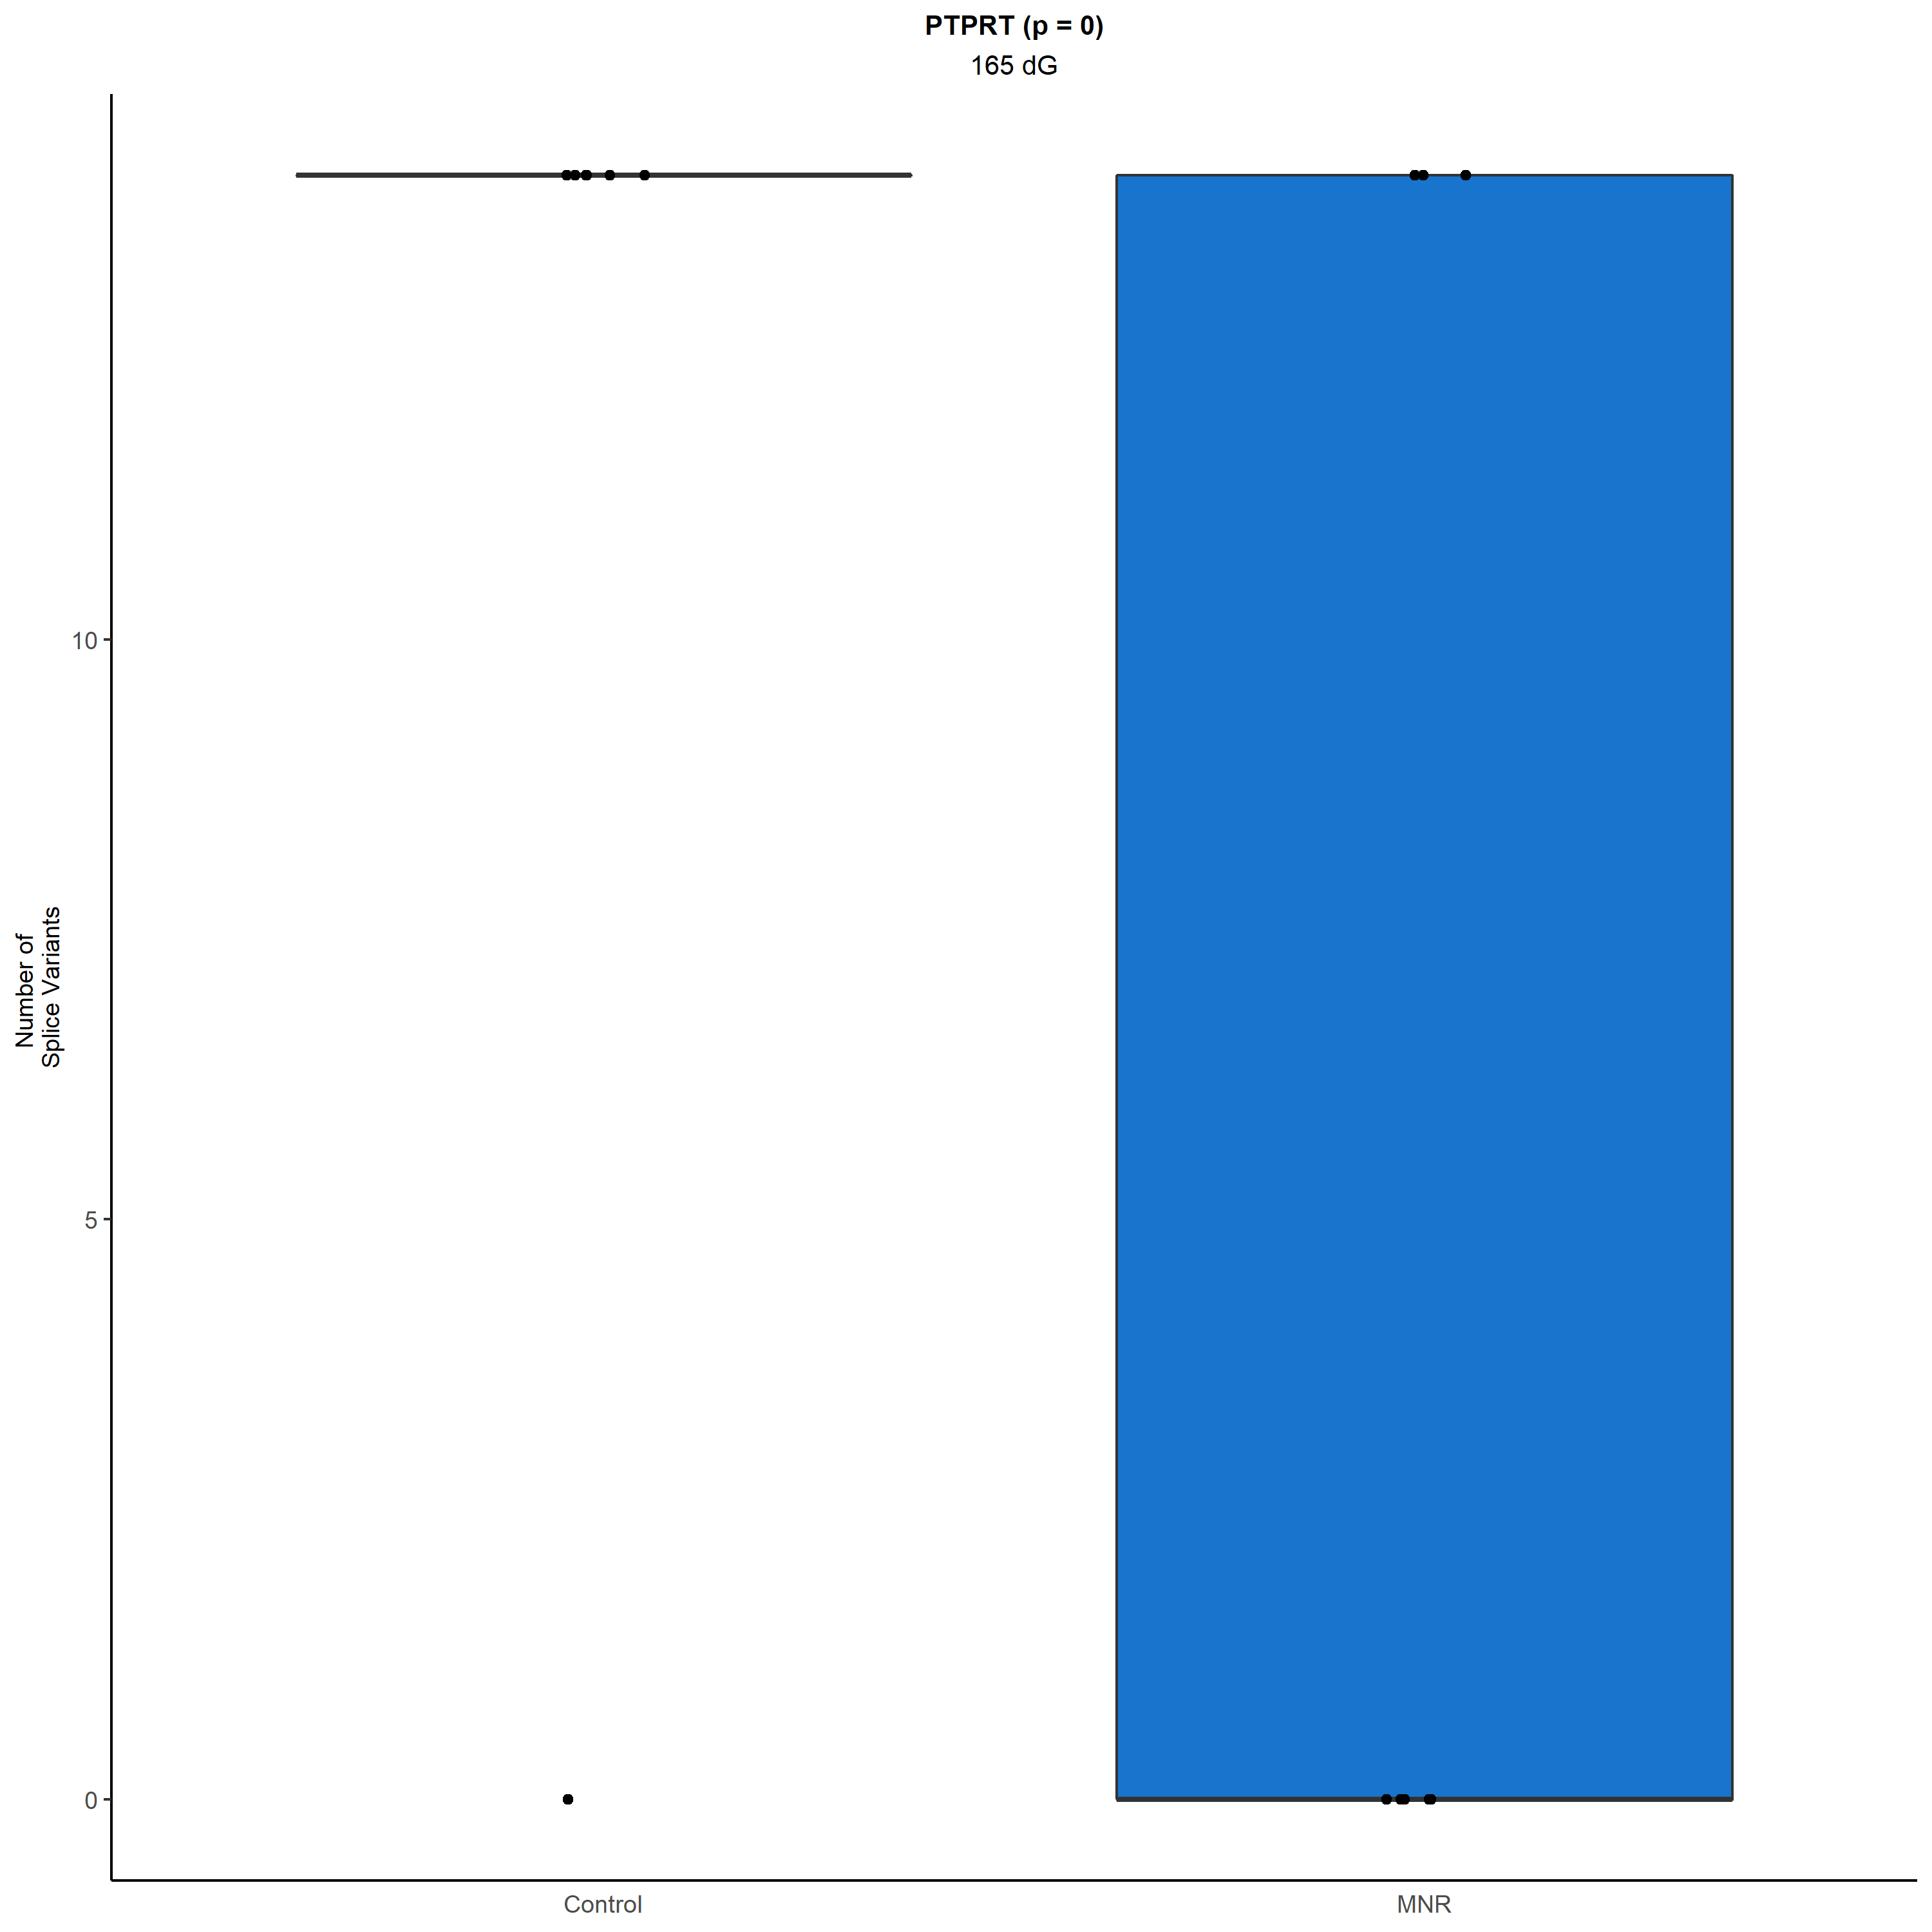 PTPRT (p = 0)
165 dG
Number of
Splice Variants
10
5
0
Control
MNR